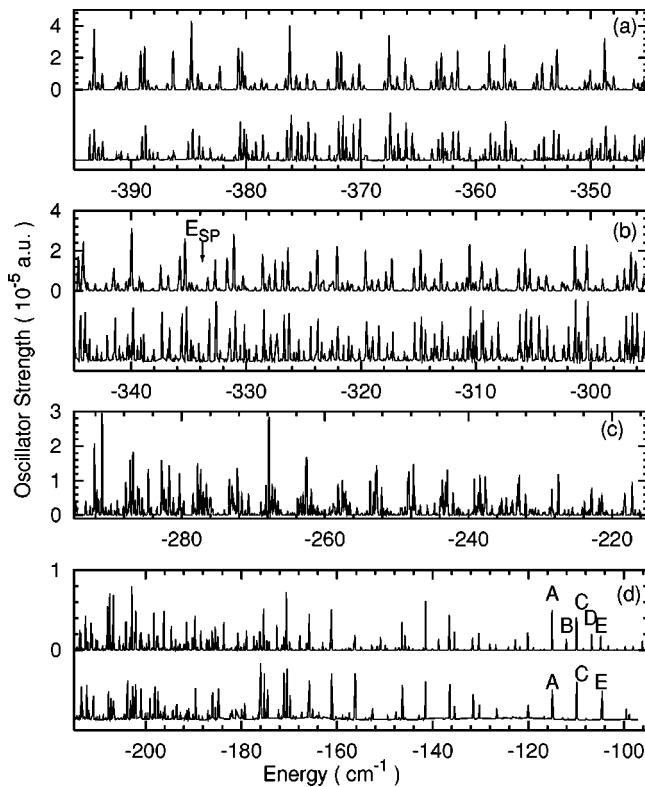 (a)
4
2
0
-390 -380 -370 -360 -350
(b)
E_SP
4
2
0
-340 -330 -320 -310 -300
(c)
3
2
1
0
-280 -260 -240 -220
(d)
1
0
A B C D E
A C E
-200 -180 -160 -140 -120 -100
Energy ( cm⁻¹ )
Oscillator Strength ( 10⁻⁵ a.u. )